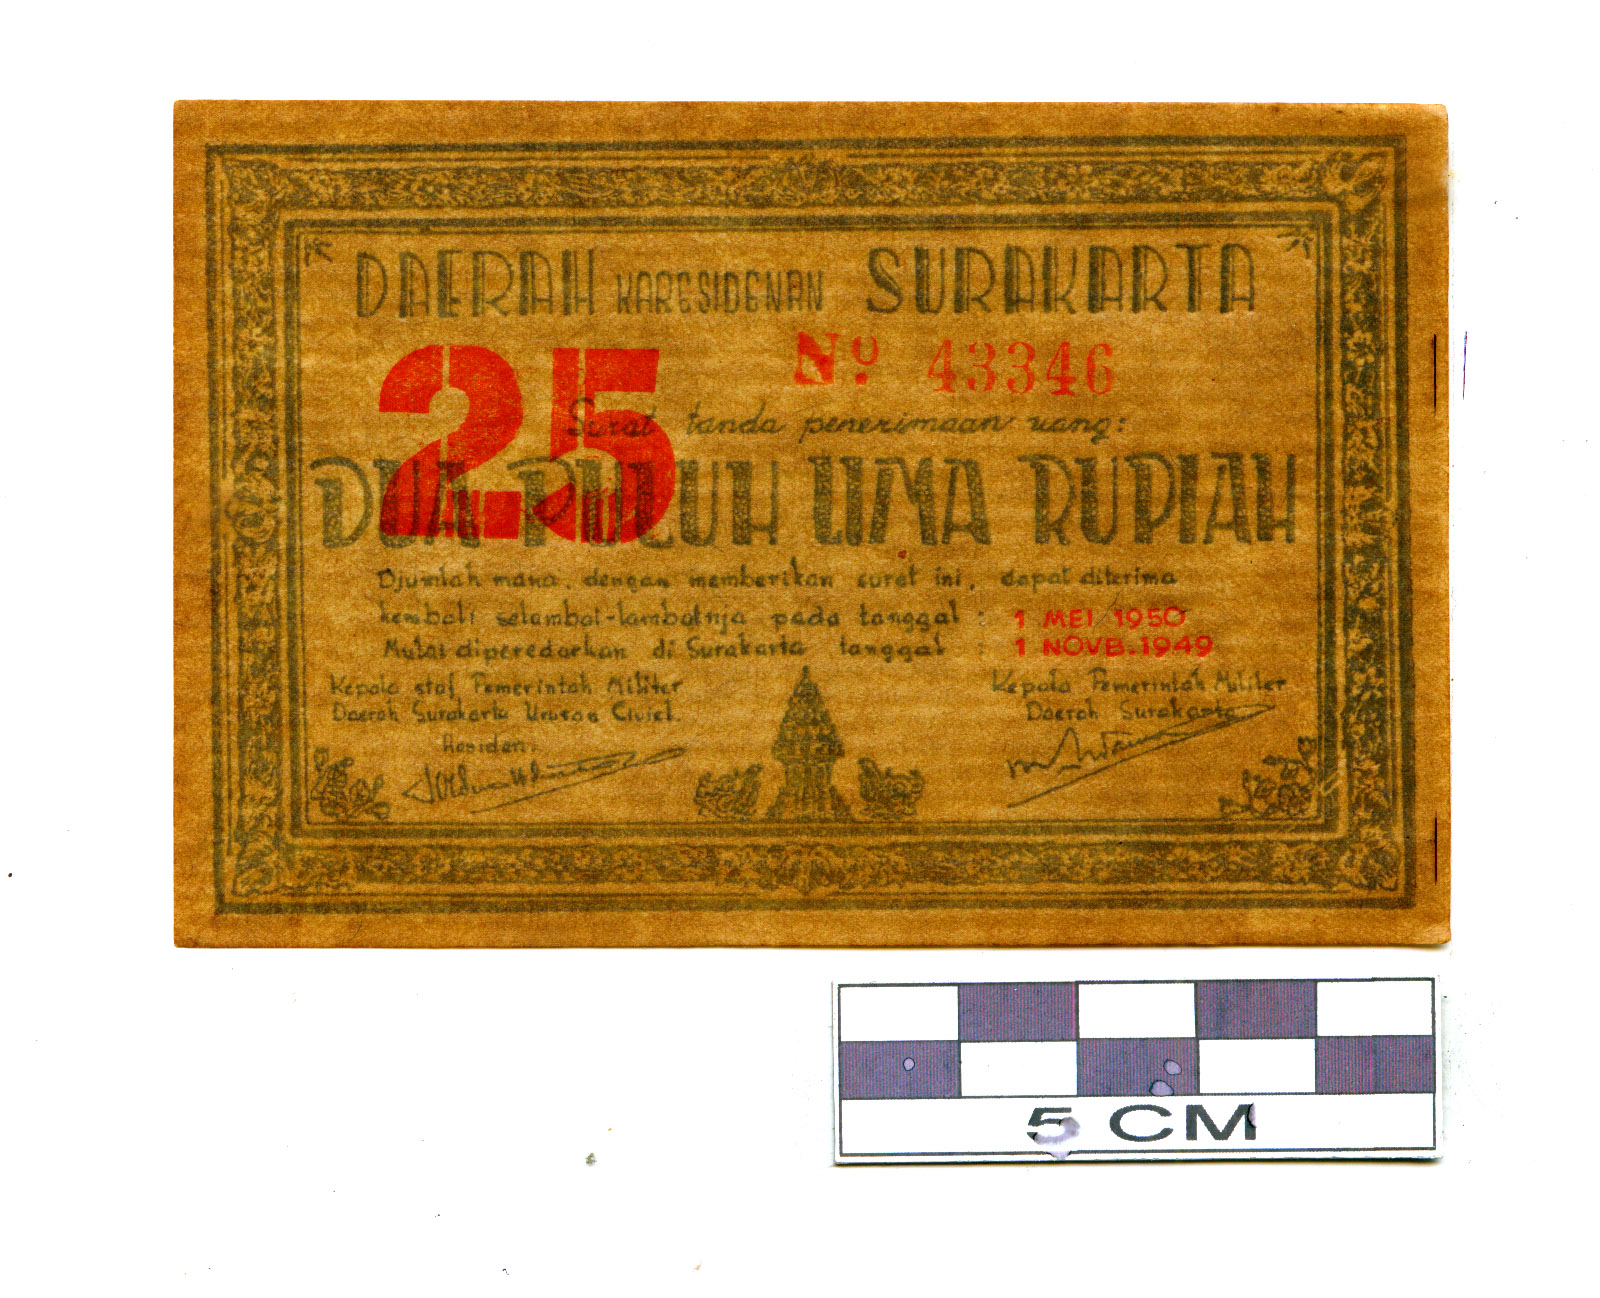 DAERAH KARESIDENAN SURAKARTA
25
No. 43346
Surat tanda penerimaan uang:
DUA PULUH LIMA RUPIAH
Djumlah mana, dengan memberikan suret ini, dapat diterima
kembali selambat-lambatnja pada tanggal : 1 MEI 1950
Mulai diperedarkan di Surakarta tanggal : 1 NOVB.1949
Kepala staf Pemerintah Militer
Daerah Surakarta Urusan Civiel.
Residen:
Kepala Pemerintah Militer
Daerah Surakarta
5 CM